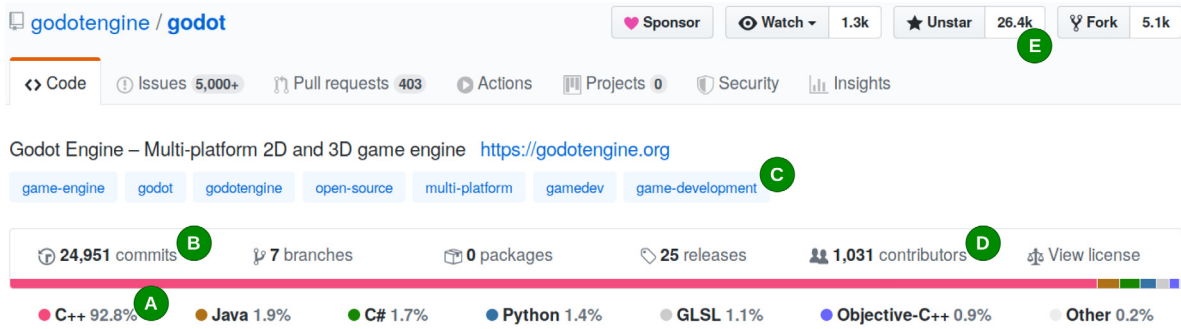 godotengine / godot Sponsor Watch 1.3k Unstar 26.4k Fork 5.1k
E
Code Issues 5,000+ Pull requests 403 Actions Projects 0 Security Insights
Godot Engine – Multi-platform 2D and 3D game engine https://godotengine.org
game-engine godot godotengine open-source multi-platform gamedev game-development C
24,951 commits B 7 branches 0 packages 25 releases 1,031 contributors D View license
C++ 92.8% A Java 1.9% C# 1.7% Python 1.4% GLSL 1.1% Objective-C++ 0.9% Other 0.2%